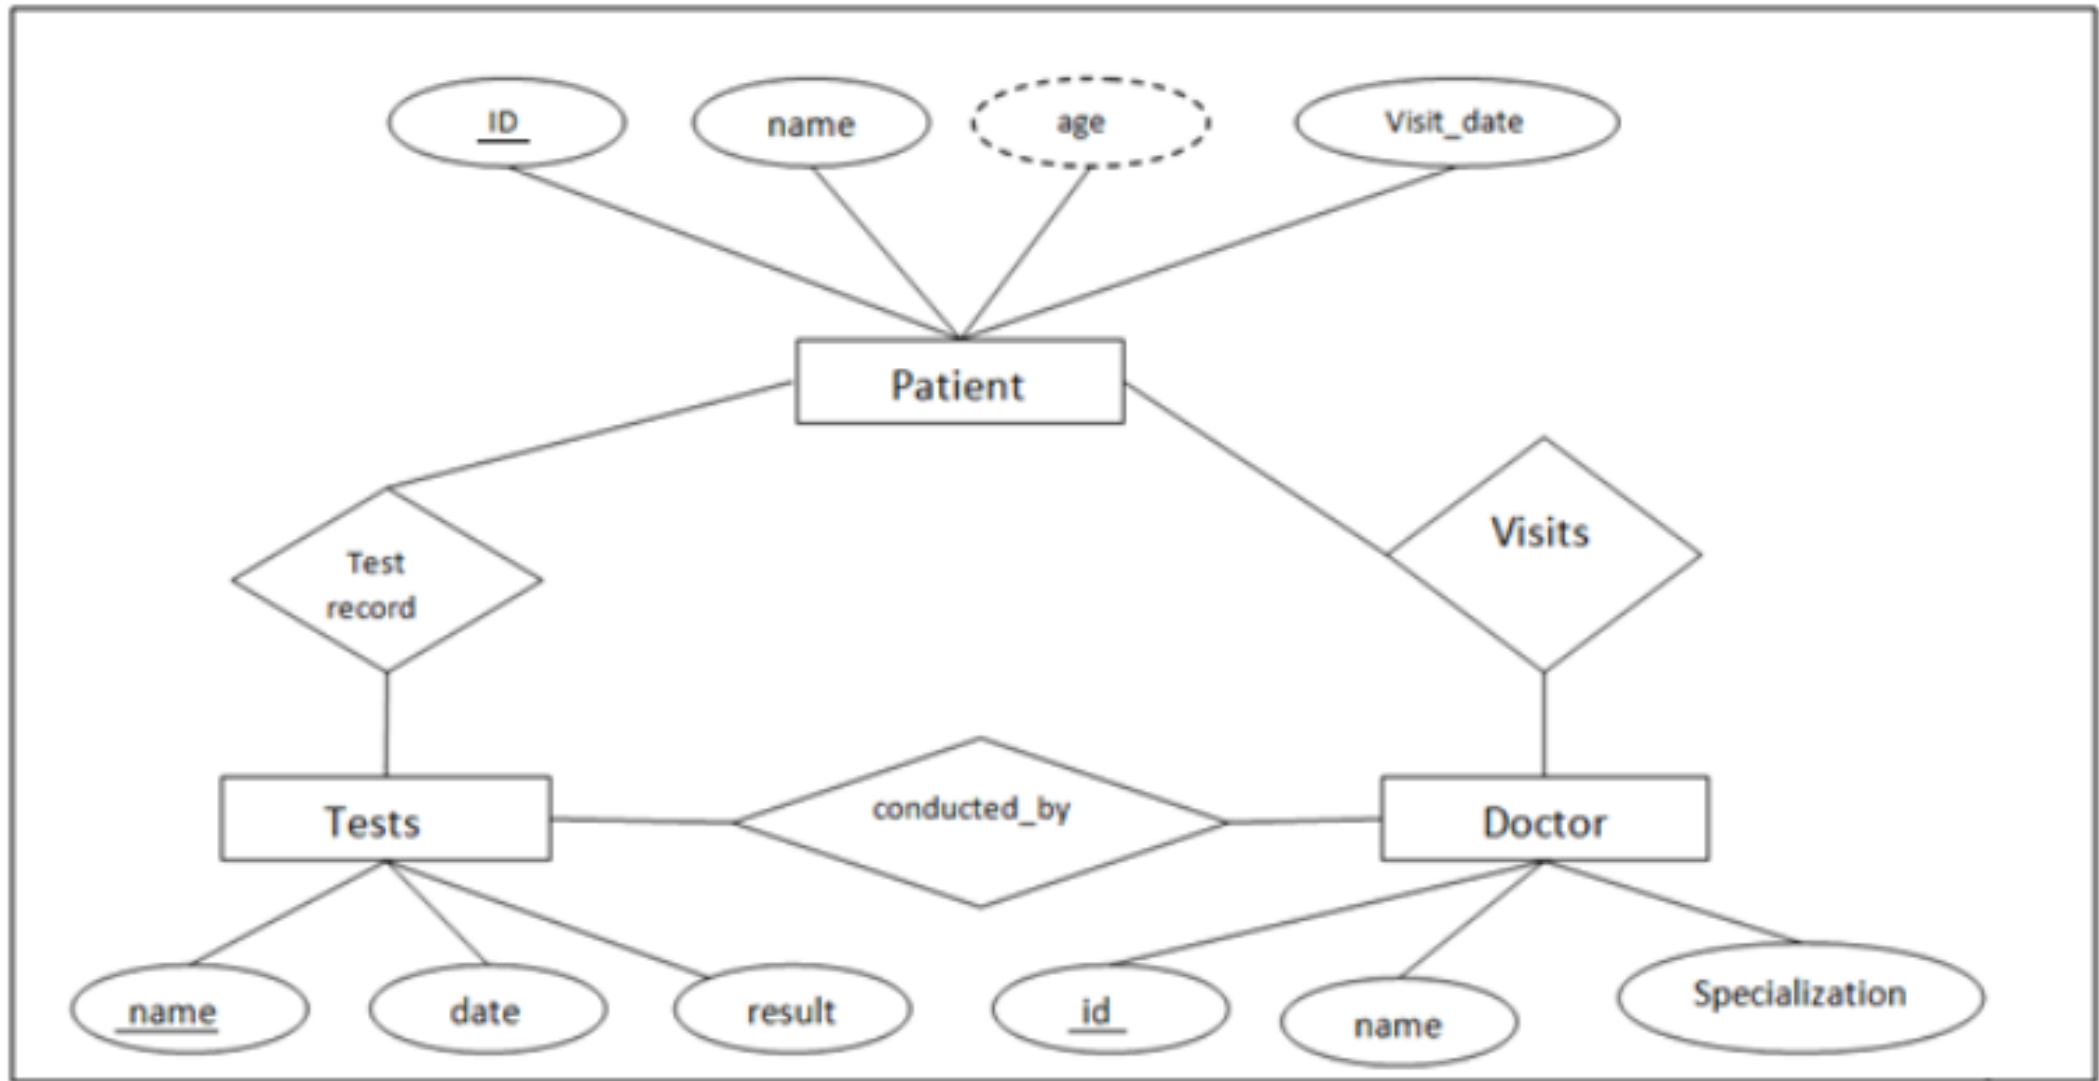 ID
name
age
Visit_date
Patient
Visits
Test
record
conducted_by
Tests
Doctor
name
date
result
id
name
Specialization